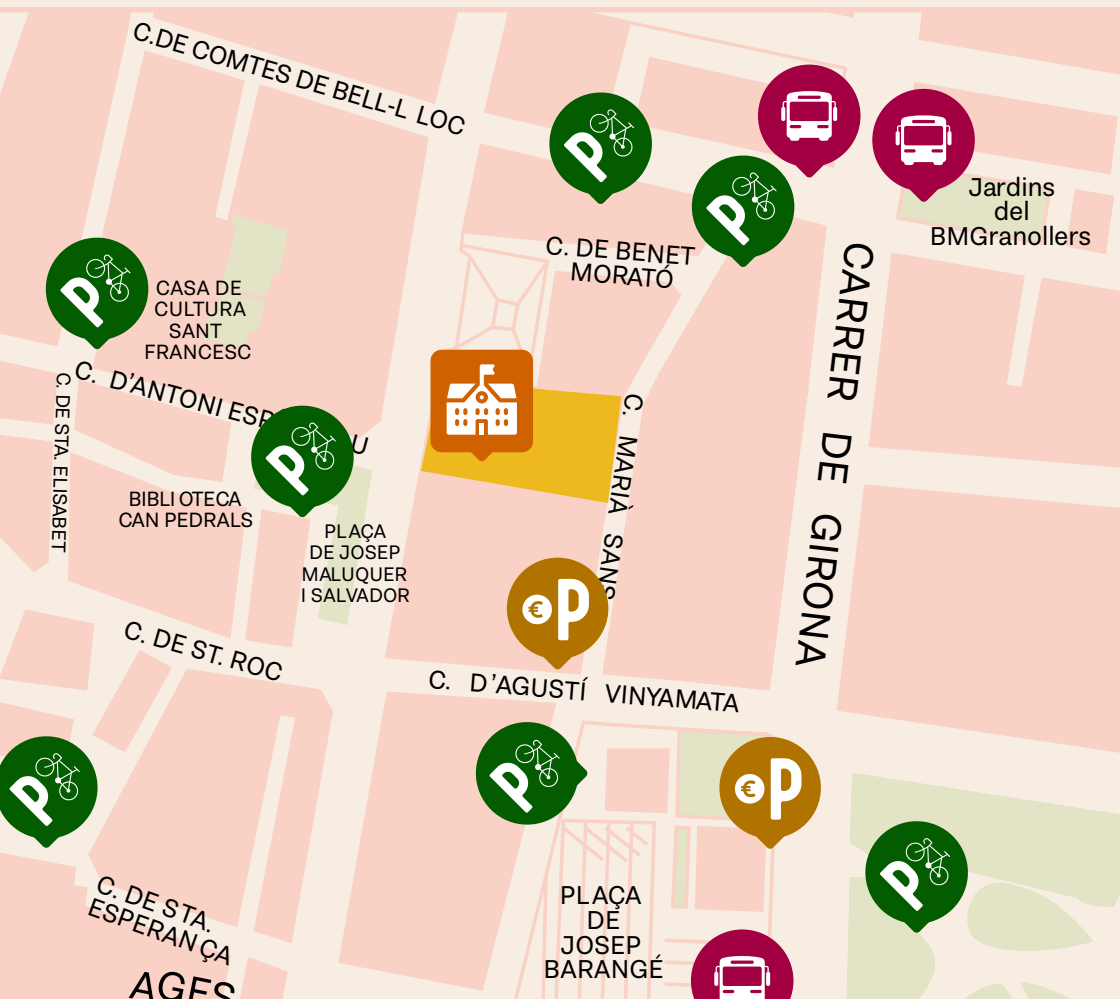 C.DE COMTES DE BELL-L LOC
P
P
P
CASA DE
CULTURA
SANT
FRANCESC
C. DE BENET
MORATÓ
Jardins
del
BMGranollers
CARRER DE GIRONA
C. D'ANTONI
C. DE STA. ELISABET
P
BIBLI OTECA
CAN PEDRALS
PLAÇA
DE JOSEP
MALUQUER
I SALVADOR
C. MARIÀ SANS
€ P
C. DE ST. ROC
C. D'AGUSTÍ VINYAMATA
P
P
€ P
P
C. DE STA.
ESPERAN ÇA
PLAÇA
DE
JOSEP
BARANGÉ
AGES